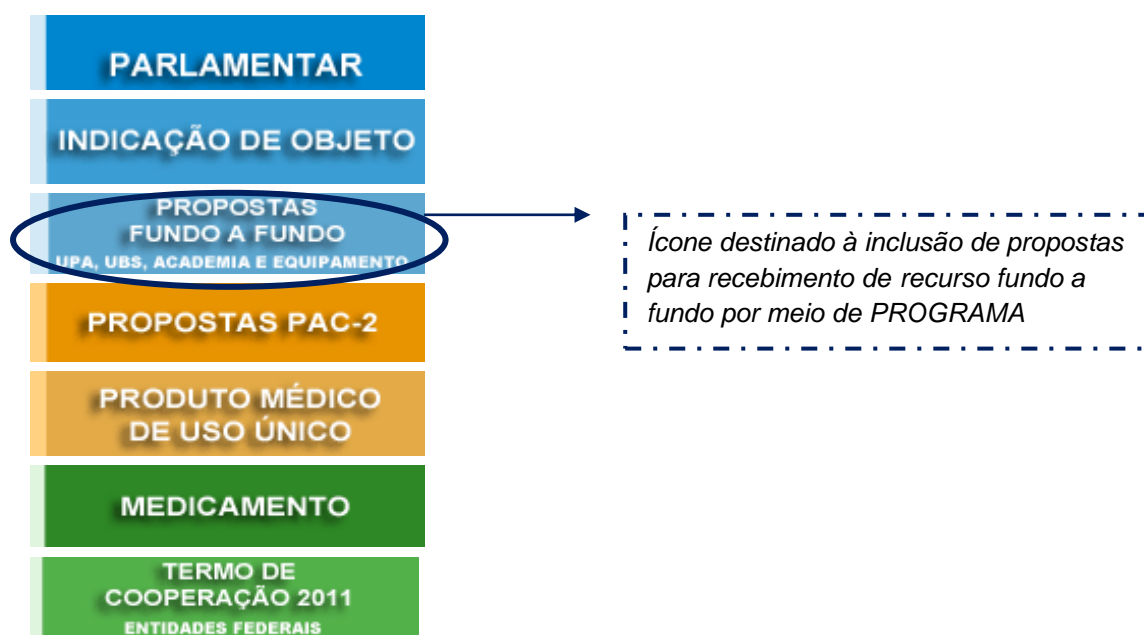 PARLAMENTAR
INDICAÇÃO DE OBJETO
PROPOSTAS
FUNDO A FUNDO
UPA, UBS, ACADEMIA E EQUIPAMENTO
Ícone destinado à inclusão de propostas
para recebimento de recurso fundo a
fundo por meio de PROGRAMA
PROPOSTAS PAC-2
PRODUTO MÉDICO
DE USO ÚNICO
MEDICAMENTO
TERMO DE
COOPERAÇÃO 2011
ENTIDADES FEDERAIS